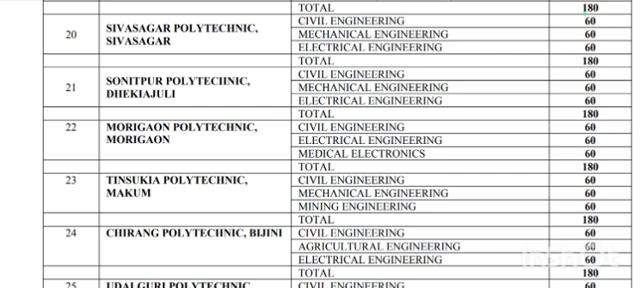 TOTAL 180
20 SIVASAGAR POLYTECHNIC, SIVASAGAR CIVIL ENGINEERING 60
MECHANICAL ENGINEERING 60
ELECTRICAL ENGINEERING 60
TOTAL 180
21 SONITPUR POLYTECHNIC, DHEKIAJULI CIVIL ENGINEERING 60
MECHANICAL ENGINEERING 60
ELECTRICAL ENGINEERING 60
TOTAL 180
22 MORIGAON POLYTECHNIC, MORIGAON CIVIL ENGINEERING 60
ELECTRICAL ENGINEERING 60
MEDICAL ELECTRONICS 60
TOTAL 180
23 TINSUKIA POLYTECHNIC, MAKUM CIVIL ENGINEERING 60
MECHANICAL ENGINEERING 60
MINING ENGINEERING 60
TOTAL 180
24 CHIRANG POLYTECHNIC, BIJINI CIVIL ENGINEERING 60
AGRICULTURAL ENGINEERING 60
ELECTRICAL ENGINEERING 60
TOTAL 180
25 UDALGURI POLYTECHNIC CIVIL ENGINEERING 60